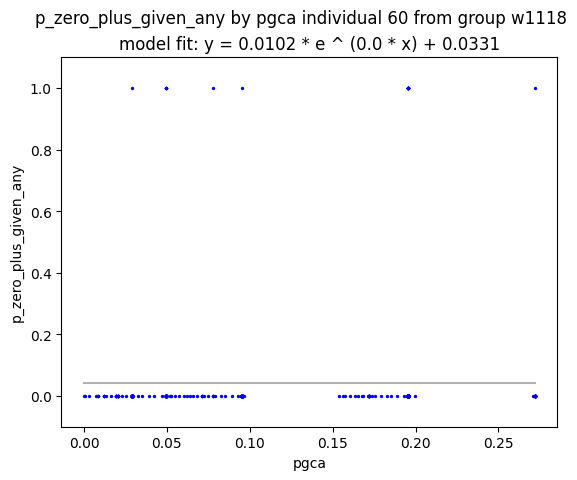 p_zero_plus_given_any by pgca individual 60 from group w1118
model fit: y = 0.0102 * e ^ (0.0 * x) + 0.0331
1.0
0.8
0.6
0.4
0.2
0.0
p_zero_plus_given_any
0.00 0.05 0.10 0.15 0.20 0.25
pgca